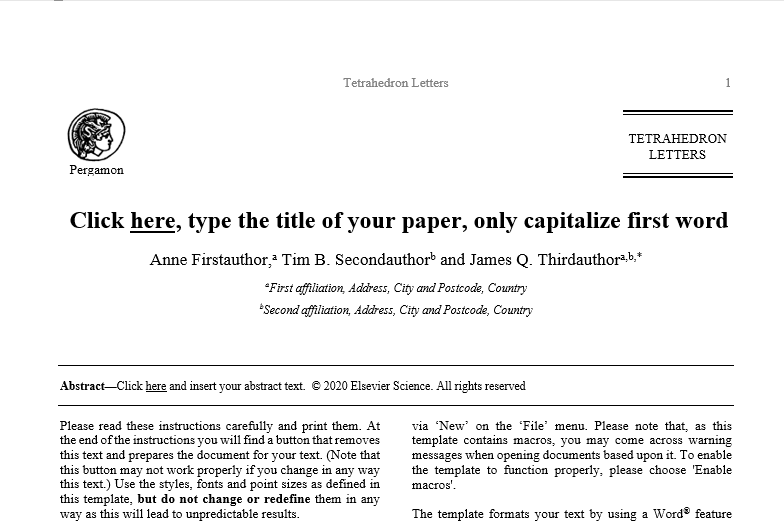 Tetrahedron Letters 1
Pergamon
TETRAHEDRON
LETTERS
Click here, type the title of your paper, only capitalize first word
Anne Firstauthor,a Tim B. Secondauthorb and James Q. Thirdauthora,b,*
aFirst affiliation, Address, City and Postcode, Country
bSecond affiliation, Address, City and Postcode, Country
Abstract—Click here and insert your abstract text. © 2020 Elsevier Science. All rights reserved
Please read these instructions carefully and print them. At
the end of the instructions you will find a button that removes
this text and prepares the document for your text. (Note that
this button may not work properly if you change in any way
this text.) Use the styles, fonts and point sizes as defined in
this template, but do not change or redefine them in any
way as this will lead to unpredictable results.
via ‘New’ on the ‘File’ menu. Please note that, as this
template contains macros, you may come across warning
messages when opening documents based upon it. To enable
the template to function properly, please choose 'Enable
macros'.
The template formats your text by using a Word® feature